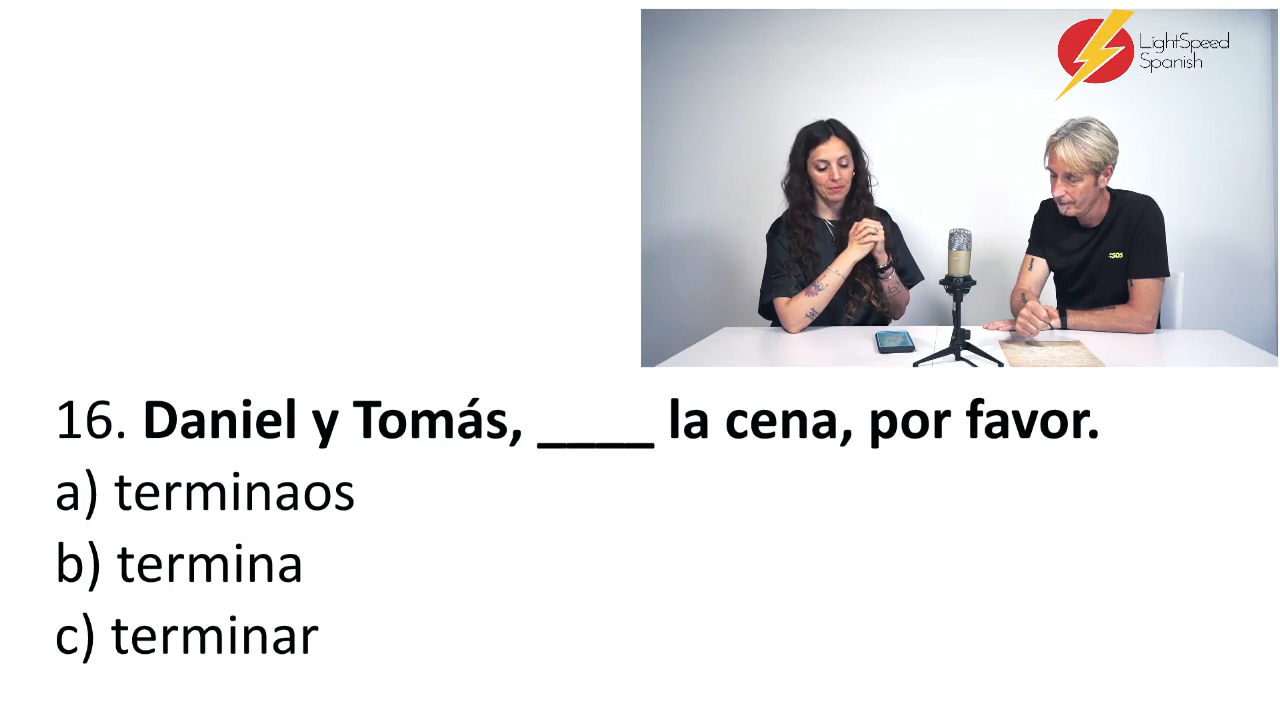 LightSpeed
Spanish
16. Daniel y Tomás, ____ la cena, por favor.
a) terminaos
b) termina
c) terminar